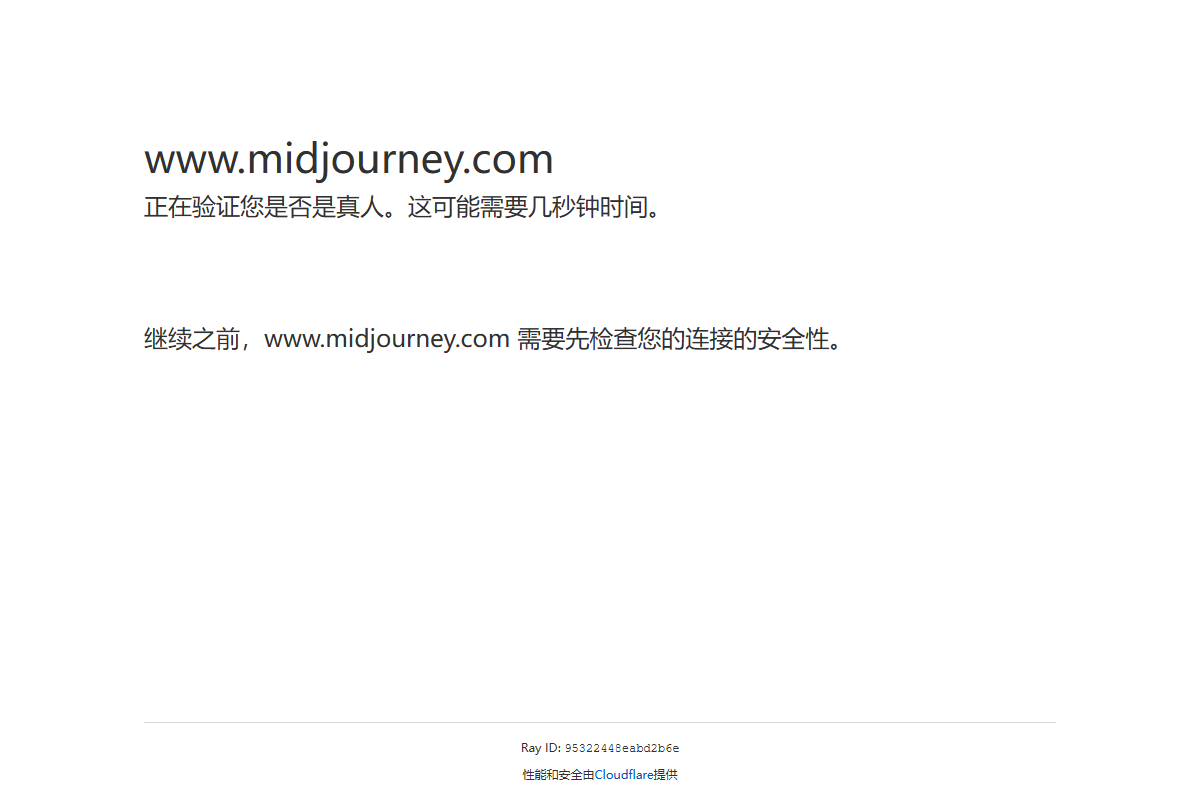 www.midjourney.com
正在验证您是否是真人。这可能需要几秒钟时间。
继续之前，www.midjourney.com 需要先检查您的连接的安全性。
Ray ID: 95322448eabd2b6e
性能和安全由Cloudflare提供